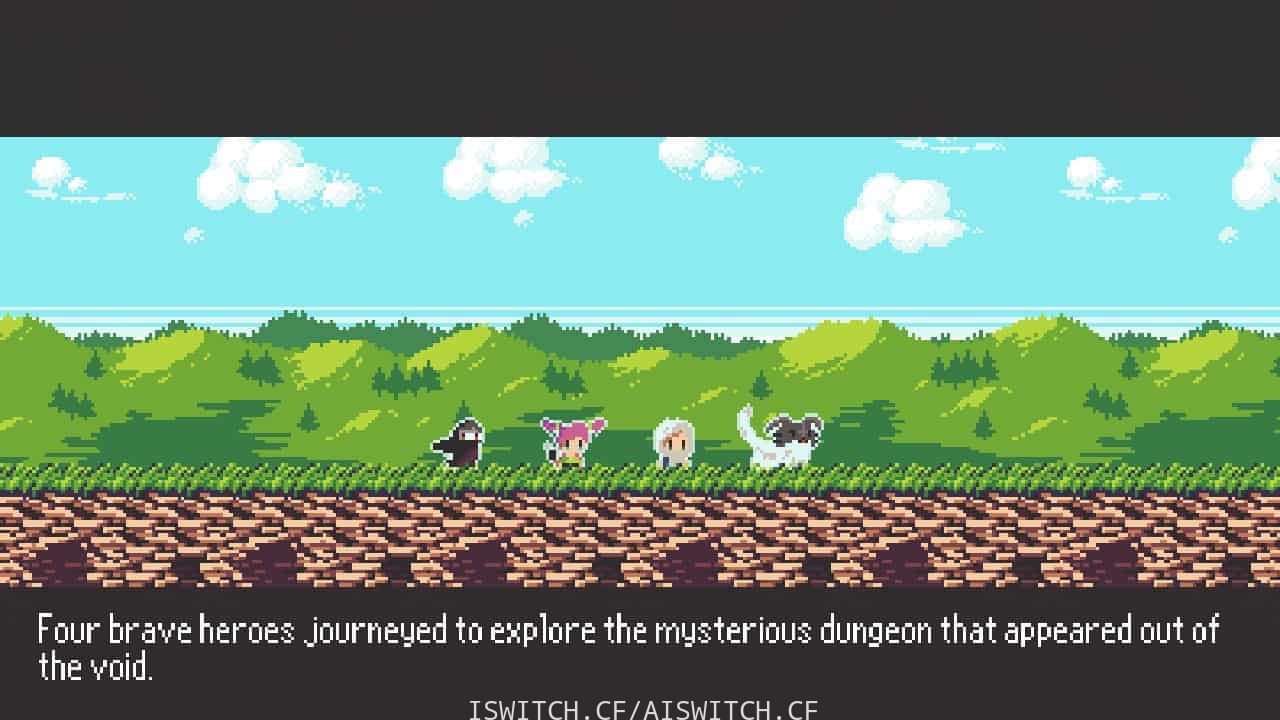 Four brave heroes journeyed to explore the mysterious dungeon that appeared out of
the void.
ISWITCH.CF/AISWITCH.CF